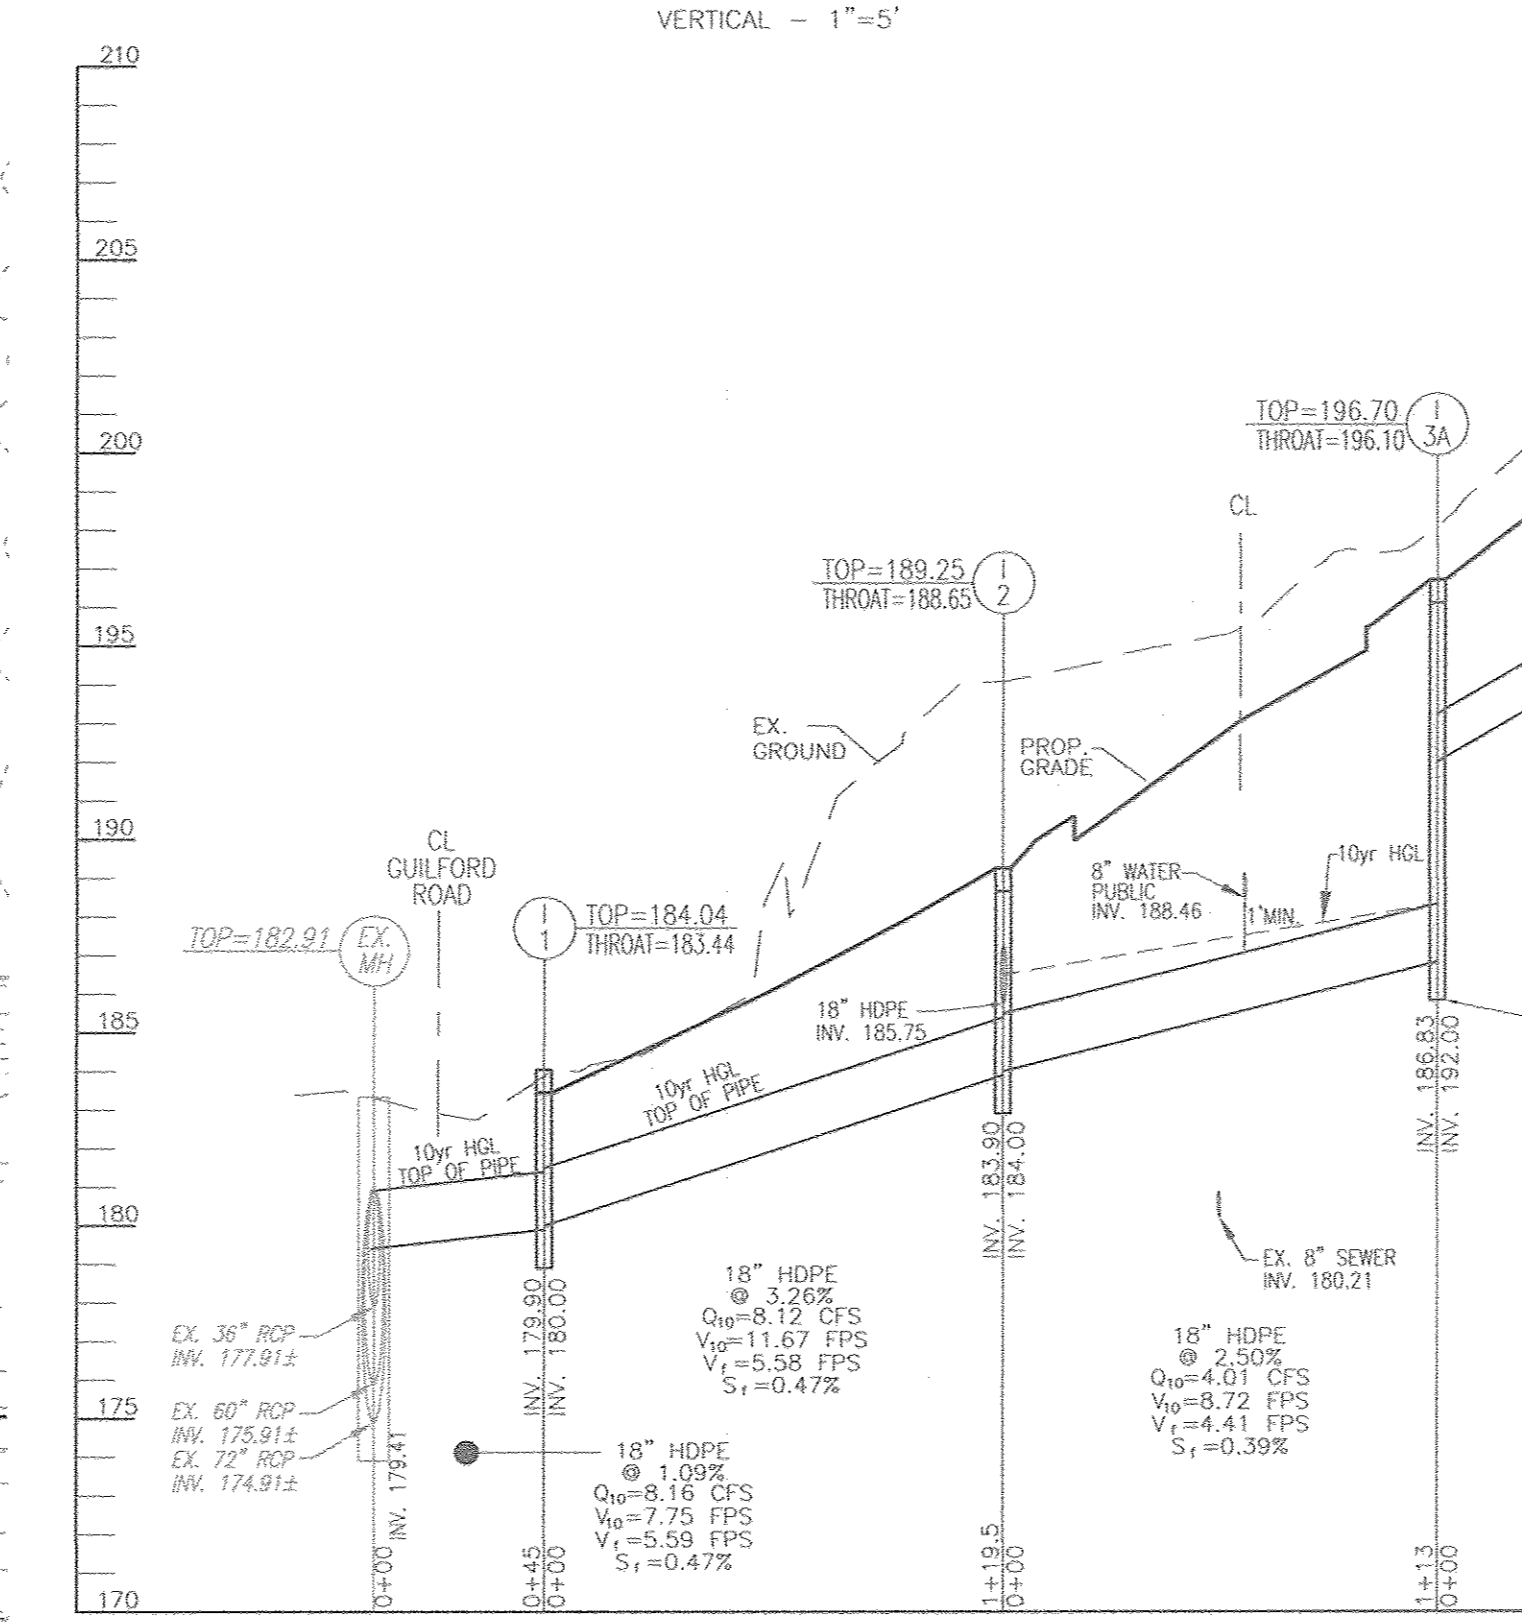 VERTICAL - 1"=5'
210
205
200
195
190
185
180
175
170
TOP=196.70
THROAT=196.10
I
3A
CL
TOP=189.25
THROAT=188.65
I
2
EX.
GROUND
PROP.
GRADE
CL
GUILFORD
ROAD
8" WATER
PUBLIC
INV. 188.46
1'MIN.
10yr HGL
TOP=182.91
EX.
MH
I
1
TOP=184.04
THROAT=183.44
18" HDPE
INV. 185.75
10yr HGL
TOP OF PIPE
10yr HGL
TOP OF PIPE
INV. 186.83
INV. 192.00
INV. 183.90
INV. 184.00
EX. 8" SEWER
INV. 180.21
INV. 179.90
INV. 180.00
18" HDPE
@ 3.26%
Q10=8.12 CFS
V10=11.67 FPS
Vf=5.58 FPS
Sf=0.47%
18" HDPE
@ 2.50%
Q10=4.01 CFS
V10=8.72 FPS
Vf=4.41 FPS
Sf=0.39%
EX. 36" RCP
INV. 177.91±
EX. 60" RCP
INV. 175.91±
EX. 72" RCP
INV. 174.91±
INV. 179.41
18" HDPE
@ 1.09%
Q10=8.16 CFS
V10=7.75 FPS
Vf=5.59 FPS
Sf=0.47%
0+00
0+45
0+00
1+19.5
0+00
1+13
0+00